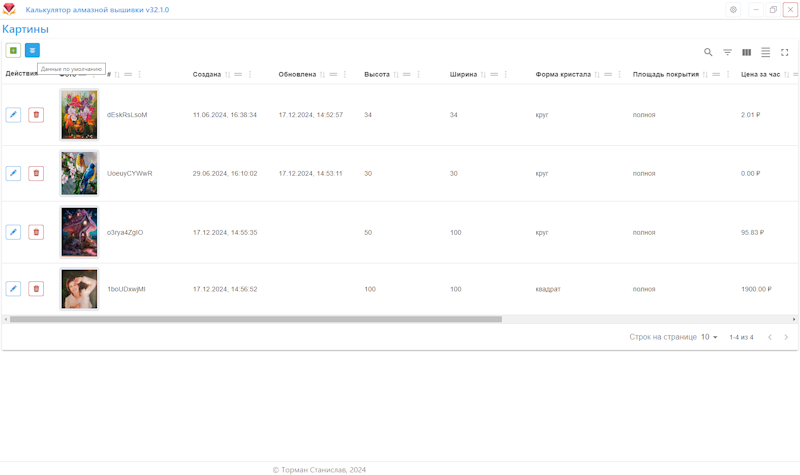 Калькулятор алмазной вышивки v32.1.0
Картины
Данные по умолчанию
Действия Фото # Создана Обновлена Высота Ширина Форма кристала Площадь покрытия Цена за час
dEskRsLsoM 11.06.2024, 16:38:34 17.12.2024, 14:52:57 34 34 круг полноя 2.01 ₽
UoeuyCYWwR 29.06.2024, 16:10:02 17.12.2024, 14:53:11 30 30 круг полноя 0.00 ₽
o3rya4ZgIO 17.12.2024, 14:55:35 50 100 круг полноя 95.83 ₽
1boUDxwjMI 17.12.2024, 14:56:52 100 100 квадрат полноя 1900.00 ₽
Строк на странице 10 1-4 из 4
© Торман Станислав, 2024